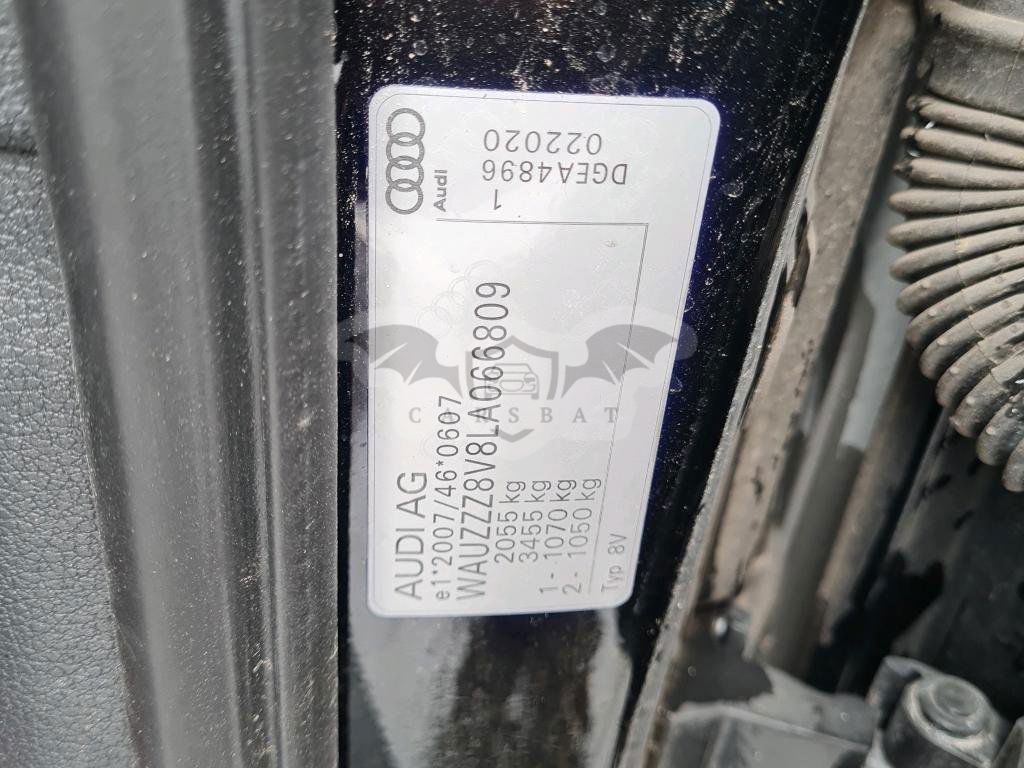 AUDI AG
e1*2007/46*0607
WAUZZZ8V8LA066809
2055 kg
3455 kg
1- 1070 kg
2- 1050 kg
Typ 8V
Audi
1
DGEA4896
022020
CARSBAT